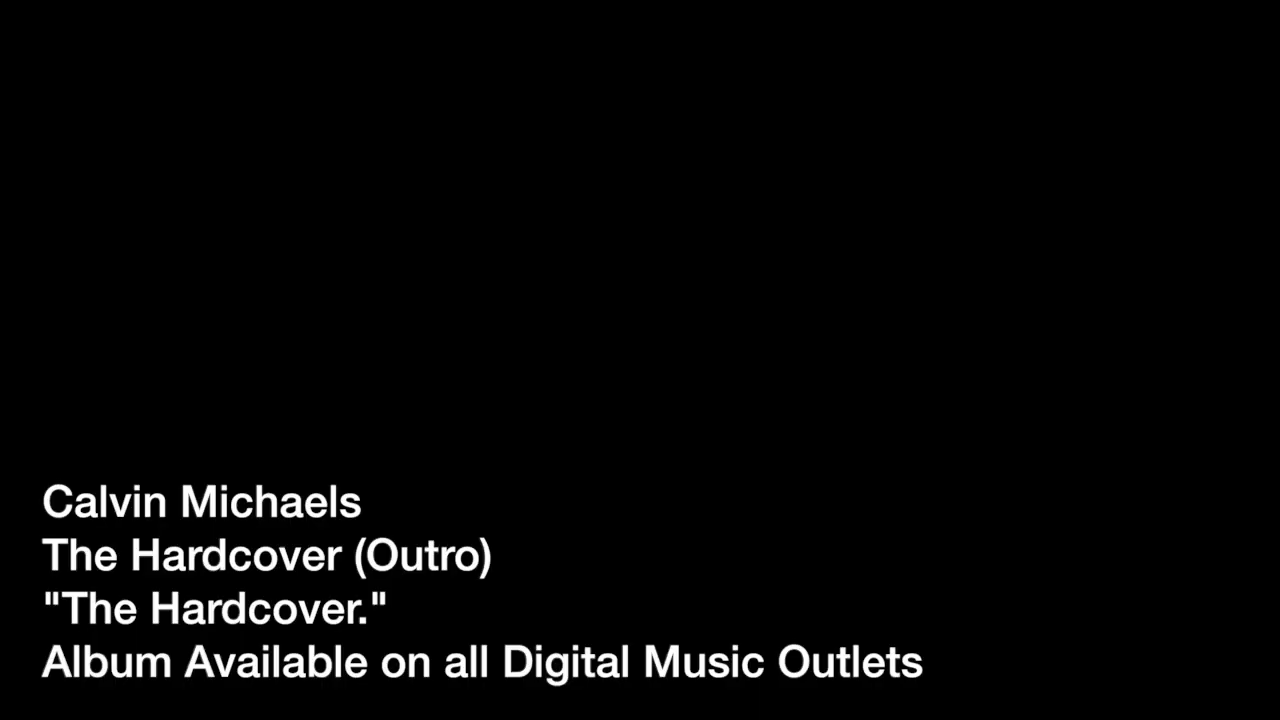 Calvin Michaels
The Hardcover (Outro)
"The Hardcover."
Album Available on all Digital Music Outlets